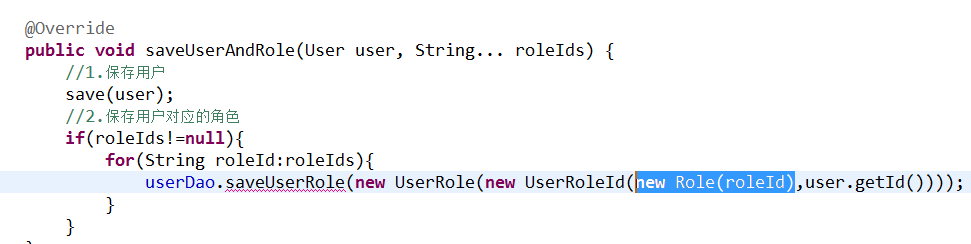 @Override
public void saveUserAndRole(User user, String... roleIds) {
//1.保存用户
save(user);
//2.保存用户对应的角色
if(roleIds!=null){
for(String roleId:roleIds){
userDao.saveUserRole(new UserRole(new UserRoleId(new Role(roleId),user.getId())));
}
}
}